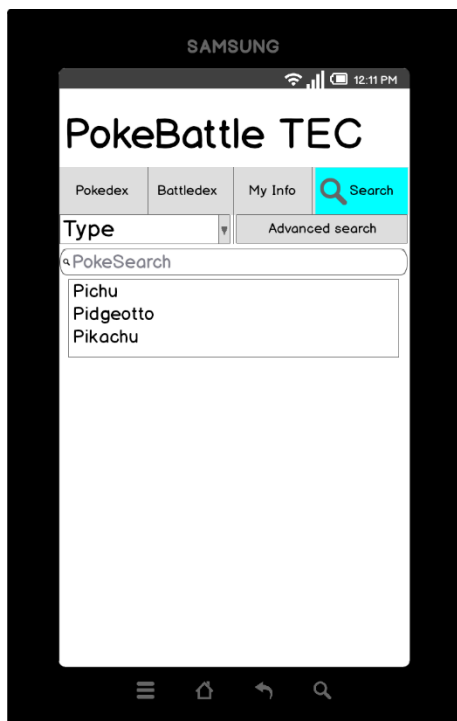 SAMSUNG
12:11 PM
PokeBattle TEC
Pokedex Battledex My Info Search
Type Advanced search
PokeSearch
Pichu
Pidgeotto
Pikachu